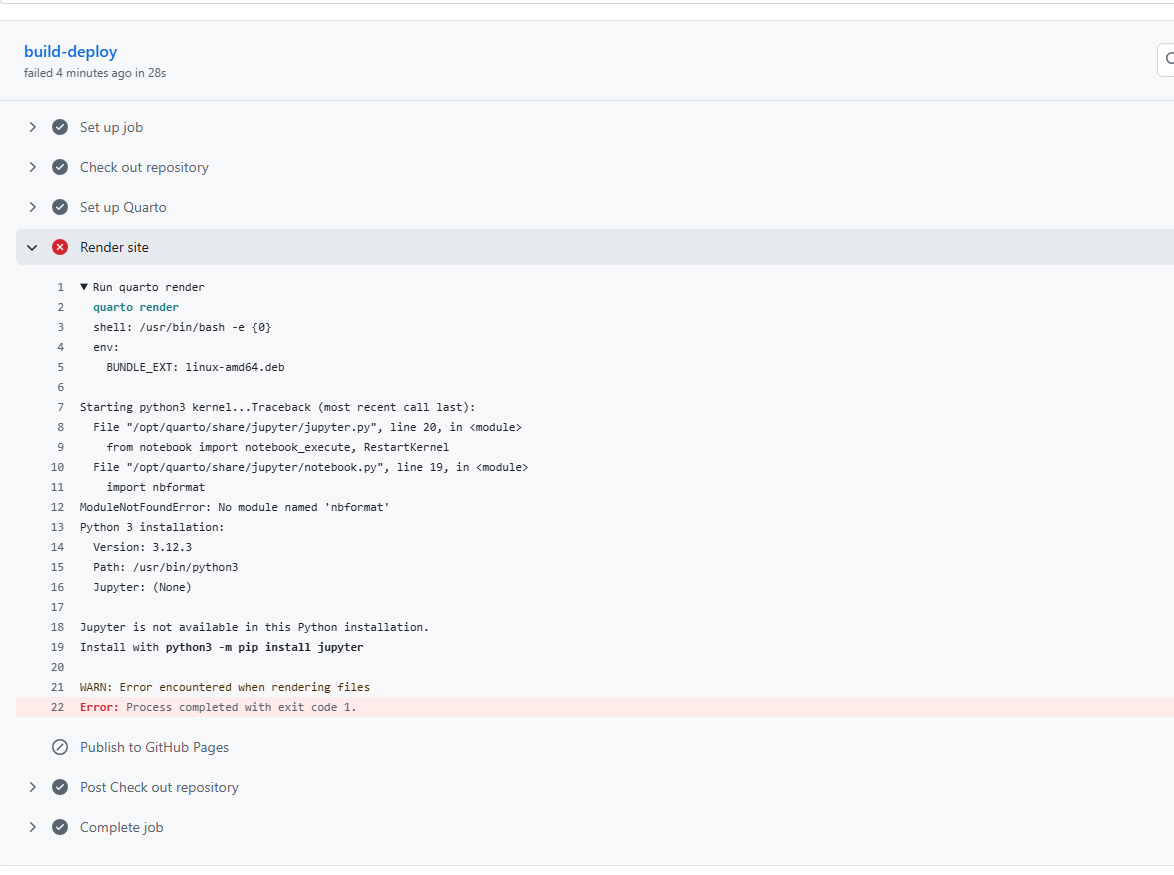 build-deploy
failed 4 minutes ago in 28s
Set up job
Check out repository
Set up Quarto
Render site
1 ▼ Run quarto render
2 quarto render
3 shell: /usr/bin/bash -e {0}
4 env:
5 BUNDLE_EXT: linux-amd64.deb
6
7 Starting python3 kernel...Traceback (most recent call last):
8 File "/opt/quarto/share/jupyter/jupyter.py", line 20, in <module>
9 from notebook import notebook_execute, RestartKernel
10 File "/opt/quarto/share/jupyter/notebook.py", line 19, in <module>
11 import nbformat
12 ModuleNotFoundError: No module named 'nbformat'
13 Python 3 installation:
14 Version: 3.12.3
15 Path: /usr/bin/python3
16 Jupyter: (None)
17
18 Jupyter is not available in this Python installation.
19 Install with python3 -m pip install jupyter
20
21 WARN: Error encountered when rendering files
22 Error: Process completed with exit code 1.
Publish to GitHub Pages
Post Check out repository
Complete job